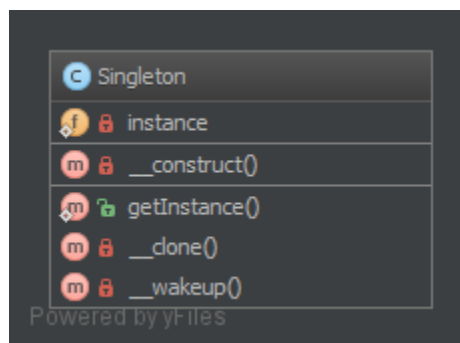 C Singleton
f instance
m __construct()
m getInstance()
m __clone()
m __wakeup()
Powered by yFiles